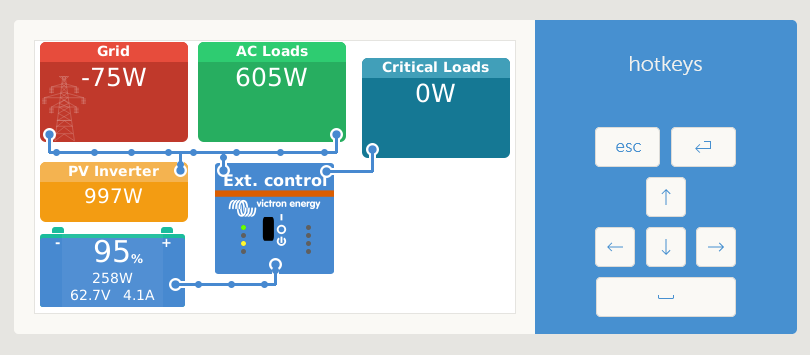 Grid
-75W
AC Loads
605W
Critical Loads
0W
PV Inverter
997W
Ext. control
victron energy
I
O
- 95% +
258W
62.7V 4.1A
hotkeys
esc